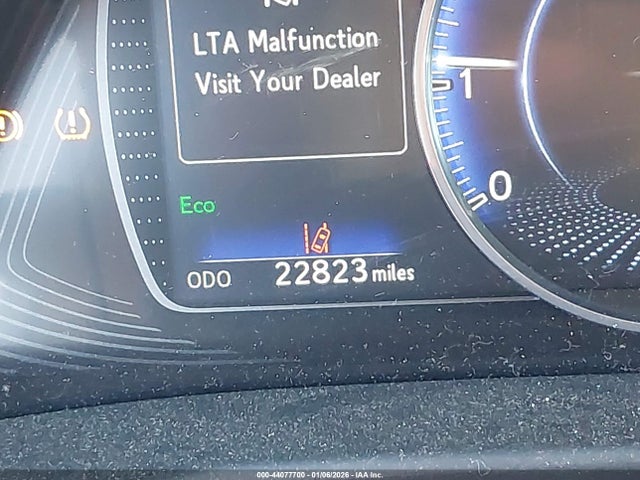 LTA Malfunction
Visit Your Dealer
1
0
Eco
ODO 22823 miles
000-44077700 - 01/06/2026 - IAA Inc.